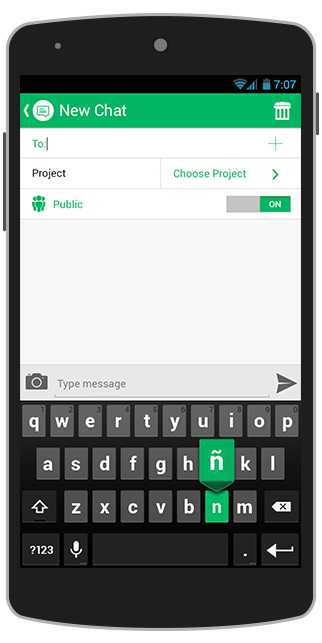 7:07
New Chat
To:
Project
Choose Project
Public
ON
Type message
1 2 3 4 5 6 7 8 9 0
q w e r t y u i o p
ñ
a s d f g h k l
z x c v b n m
?123 .